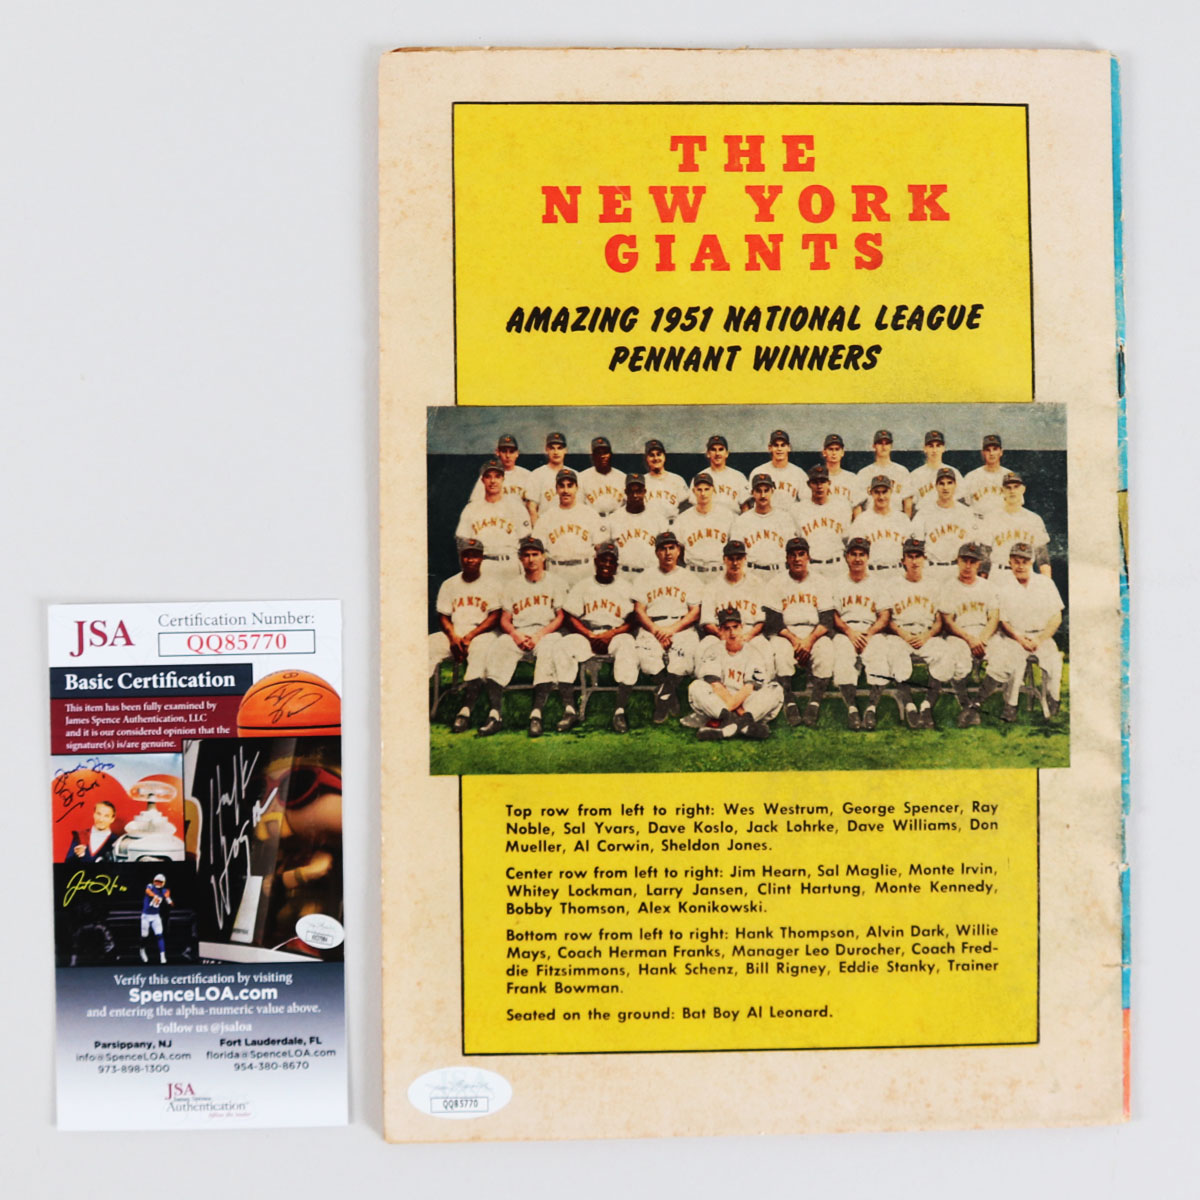 THE
NEW YORK
GIANTS
AMAZING 1951 NATIONAL LEAGUE
PENNANT WINNERS
Top row from left to right: Wes Westrum, George Spencer, Ray
Noble, Sal Yvars, Dave Koslo, Jack Lohrke, Dave Williams, Don
Mueller, Al Corwin, Sheldon Jones.
Center row from left to right: Jim Hearn, Sal Maglie, Monte Irvin,
Whitey Lockman, Larry Jansen, Clint Hartung, Monte Kennedy,
Bobby Thomson, Alex Konikowski.
Bottom row from left to right: Hank Thompson, Alvin Dark, Willie
Mays, Coach Herman Franks, Manager Leo Durocher, Coach Fred-
die Fitzsimmons, Hank Schenz, Bill Rigney, Eddie Stanky, Trainer
Frank Bowman.
Seated on the ground: Bat Boy Al Leonard.
QQ85770
JSA
Certification Number:
QQ85770
Basic Certification
This item has been fully examined by
James Spence Authentication, LLC
and it is our considered opinion that the
signature(s) is/are genuine.
Hulk
Hogan
Verify this certification by visiting
SpenceLOA.com
and entering the alpha-numeric value above.
Follow us @jsaloa
Parsippany, NJ
info@SpenceLOA.com
973-898-1300
Fort Lauderdale, FL
florida@SpenceLOA.com
954-380-8670
JSA
James Spence
Authentication